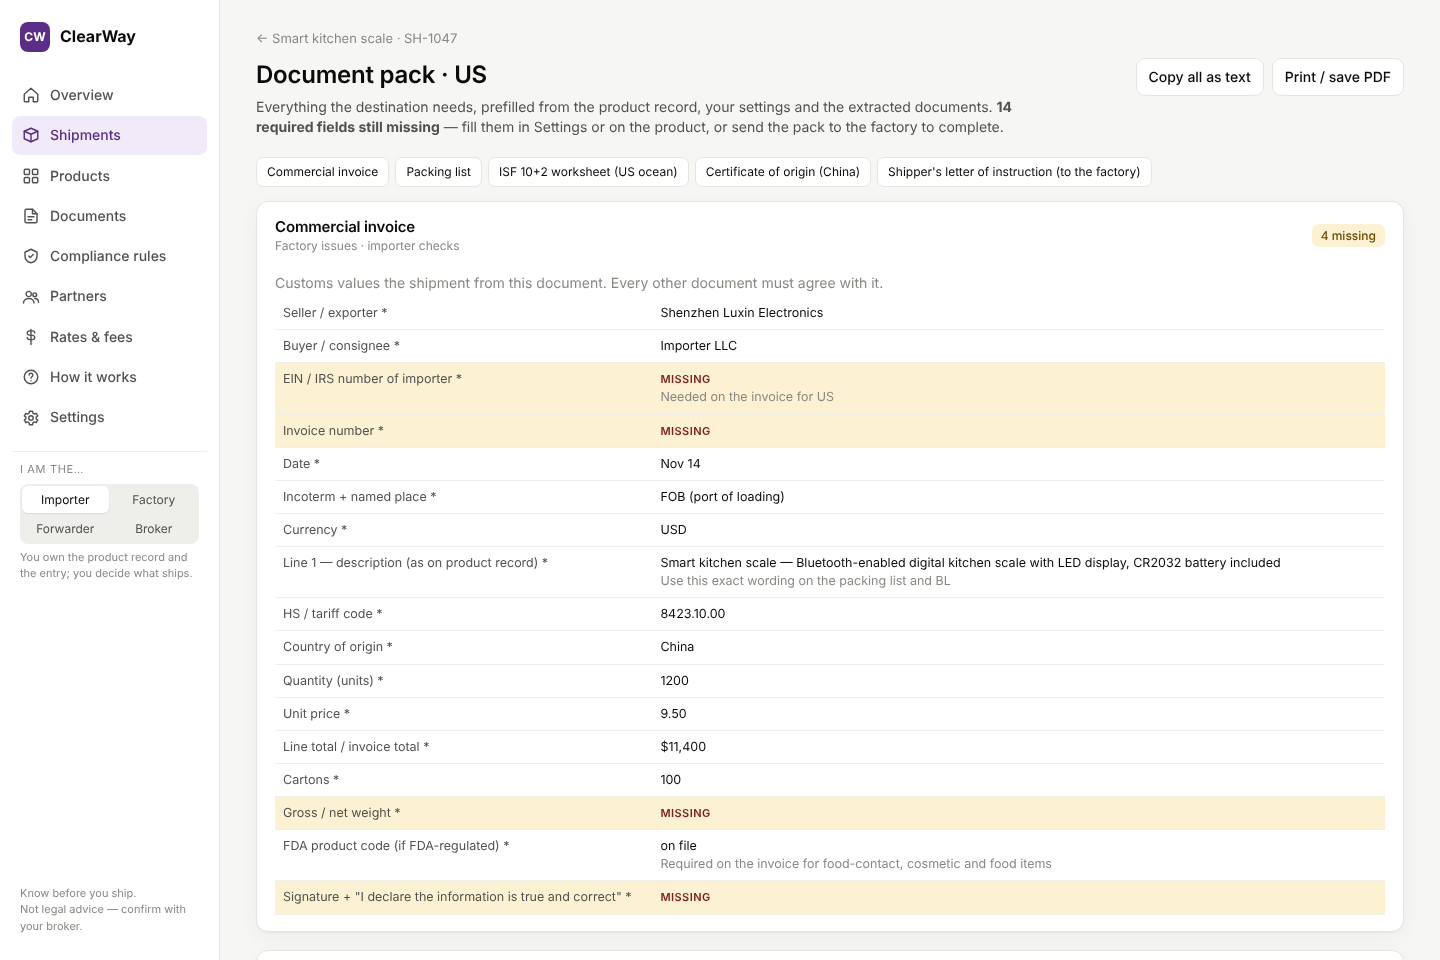 CW ClearWay
Overview
Shipments
Products
Documents
Compliance rules
Partners
Rates & fees
How it works
Settings
I AM THE...
Importer Factory
Forwarder Broker
You own the product record and
the entry; you decide what ships.
Know before you ship.
Not legal advice — confirm with
your broker.
← Smart kitchen scale · SH-1047
Document pack · US
Copy all as text
Print / save PDF
Everything the destination needs, prefilled from the product record, your settings and the extracted documents. 14
required fields still missing — fill them in Settings or on the product, or send the pack to the factory to complete.
Commercial invoice
Packing list
ISF 10+2 worksheet (US ocean)
Certificate of origin (China)
Shipper's letter of instruction (to the factory)
Commercial invoice
Factory issues · importer checks
4 missing
Customs values the shipment from this document. Every other document must agree with it.
Seller / exporter * Shenzhen Luxin Electronics
Buyer / consignee * Importer LLC
EIN / IRS number of importer * MISSING
Needed on the invoice for US
Invoice number * MISSING
Date * Nov 14
Incoterm + named place * FOB (port of loading)
Currency * USD
Line 1 — description (as on product record) * Smart kitchen scale — Bluetooth-enabled digital kitchen scale with LED display, CR2032 battery included
Use this exact wording on the packing list and BL
HS / tariff code * 8423.10.00
Country of origin * China
Quantity (units) * 1200
Unit price * 9.50
Line total / invoice total * $11,400
Cartons * 100
Gross / net weight * MISSING
FDA product code (if FDA-regulated) * on file
Required on the invoice for food-contact, cosmetic and food items
Signature + "I declare the information is true and correct" * MISSING